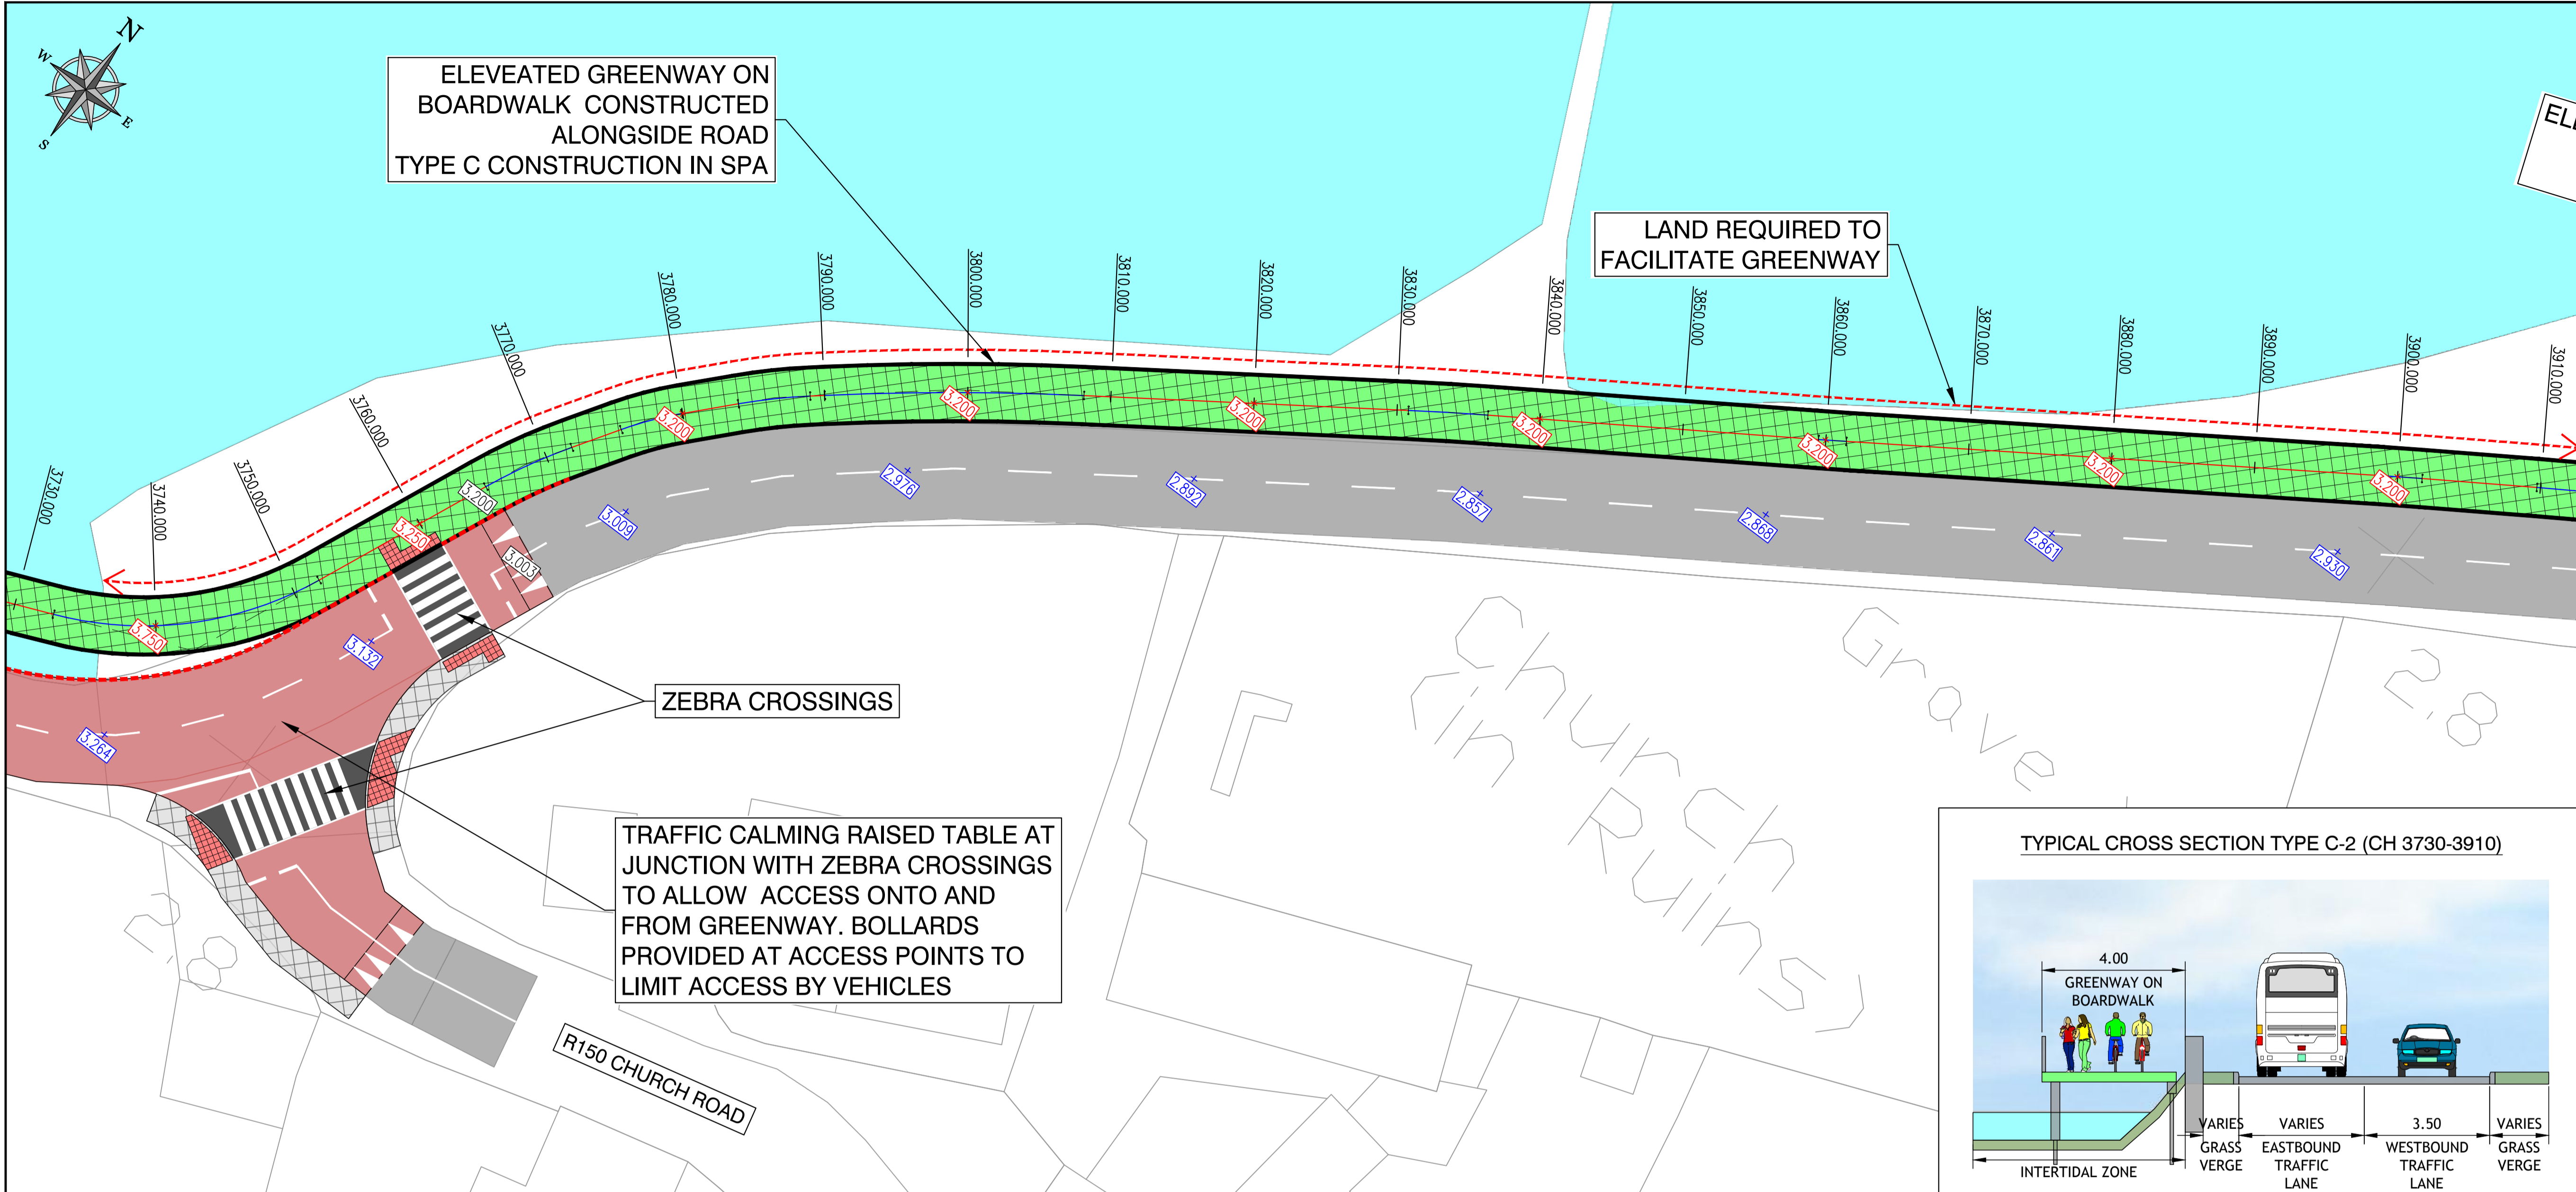 N
W
E
S
ELEVEATED GREENWAY ON
BOARDWALK CONSTRUCTED
ALONGSIDE ROAD
TYPE C CONSTRUCTION IN SPA
LAND REQUIRED TO
FACILITATE GREENWAY
3730.000
3740.000
3750.000
3760.000
3770.000
3780.000
3790.000
3800.000
3810.000
3820.000
3830.000
3840.000
3850.000
3860.000
3870.000
3880.000
3890.000
3900.000
3910.000
3.750
3.250
3.200
3.200
3.200
3.200
3.200
3.200
3.200
3.200
3.003
3.264
3.132
3.009
2.976
2.892
2.857
2.868
2.861
2.930
ZEBRA CROSSINGS
TRAFFIC CALMING RAISED TABLE AT
JUNCTION WITH ZEBRA CROSSINGS
TO ALLOW ACCESS ONTO AND
FROM GREENWAY. BOLLARDS
PROVIDED AT ACCESS POINTS TO
LIMIT ACCESS BY VEHICLES
R150 CHURCH ROAD
Church
(in Ruins)
Grove
28
28
TYPICAL CROSS SECTION TYPE C-2 (CH 3730-3910)
4.00
GREENWAY ON
BOARDWALK
INTERTIDAL ZONE
VARIES
GRASS
VERGE
VARIES
EASTBOUND
TRAFFIC
LANE
3.50
WESTBOUND
TRAFFIC
LANE
VARIES
GRASS
VERGE